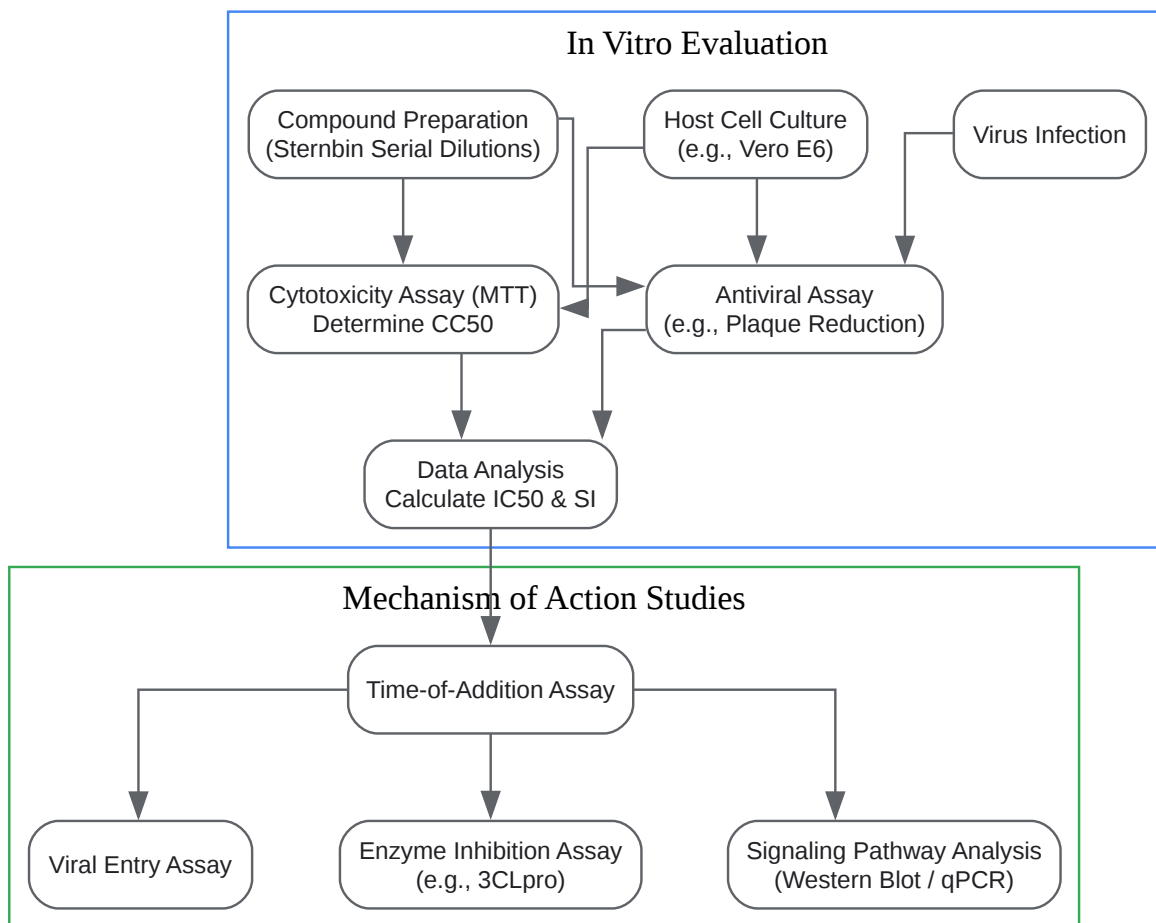 In Vitro Evaluation
Compound Preparation
(Sternbin Serial Dilutions)
Host Cell Culture
(e.g., Vero E6)
Virus Infection
Cytotoxicity Assay (MTT)
Determine CC50
Antiviral Assay
(e.g., Plaque Reduction)
Data Analysis
Calculate IC50 & SI
Mechanism of Action Studies
Time-of-Addition Assay
Viral Entry Assay
Enzyme Inhibition Assay
(e.g., 3CLpro)
Signaling Pathway Analysis
(Western Blot / qPCR)